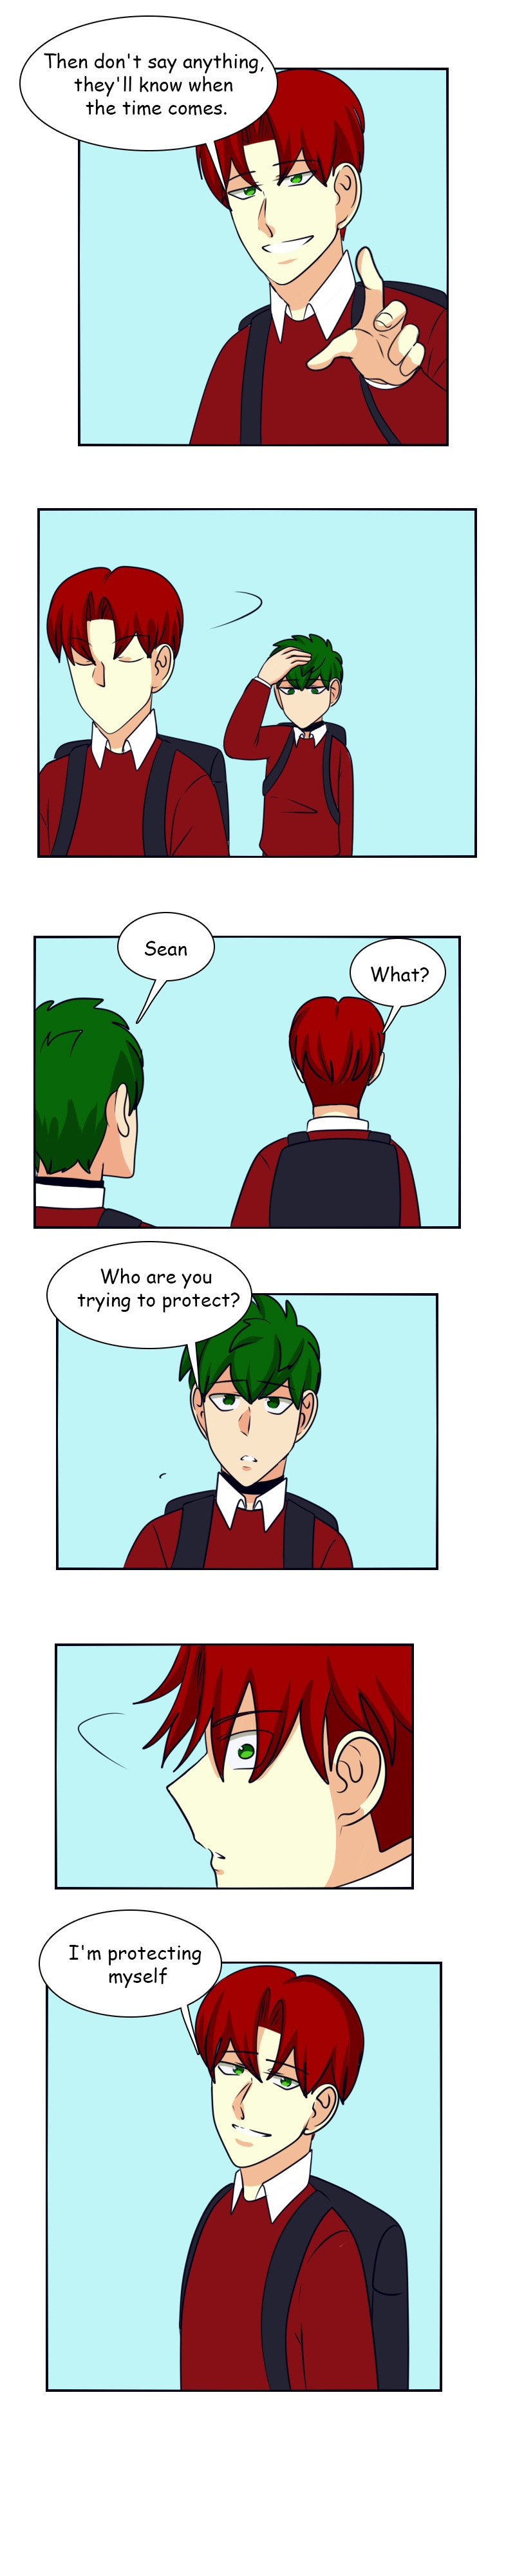 Then don't say anything,
they'll know when
the time comes.
Sean
What?
Who are you
trying to protect?
I'm protecting
myself